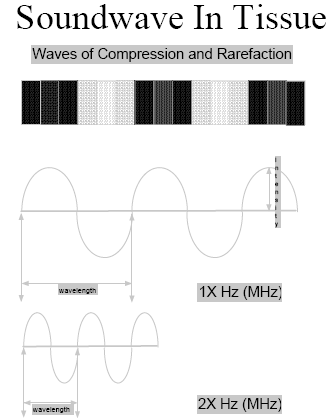 Soundwave In Tissue
Waves of Compression and Rarefaction
intensity
wavelength
1X Hz (MHz)
wavelength
2X Hz (MHz)